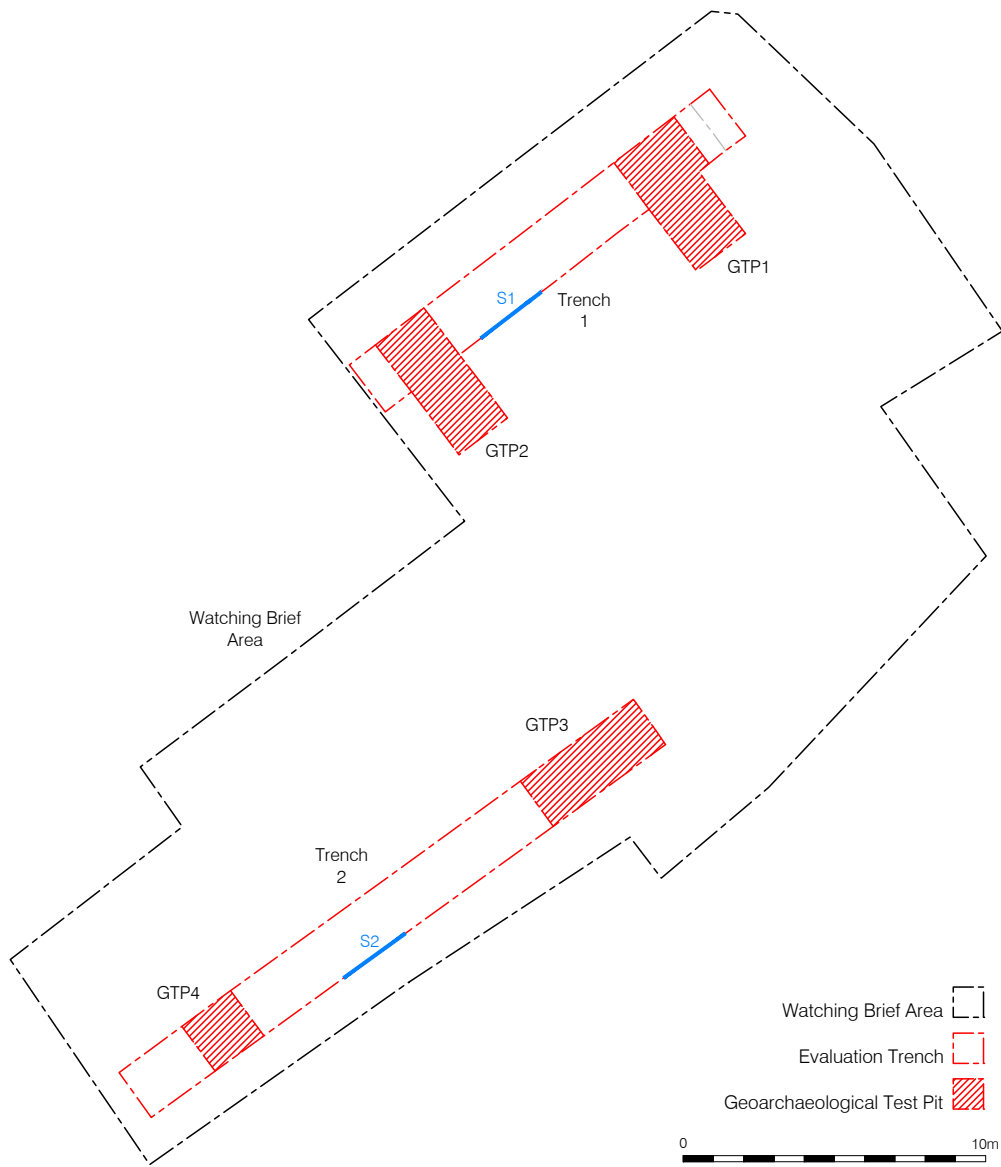 GTP1
S1
Trench
1
GTP2
Watching Brief
Area
GTP3
Trench
2
S2
GTP4
Watching Brief Area
Evaluation Trench
Geoarchaeological Test Pit
0 10m